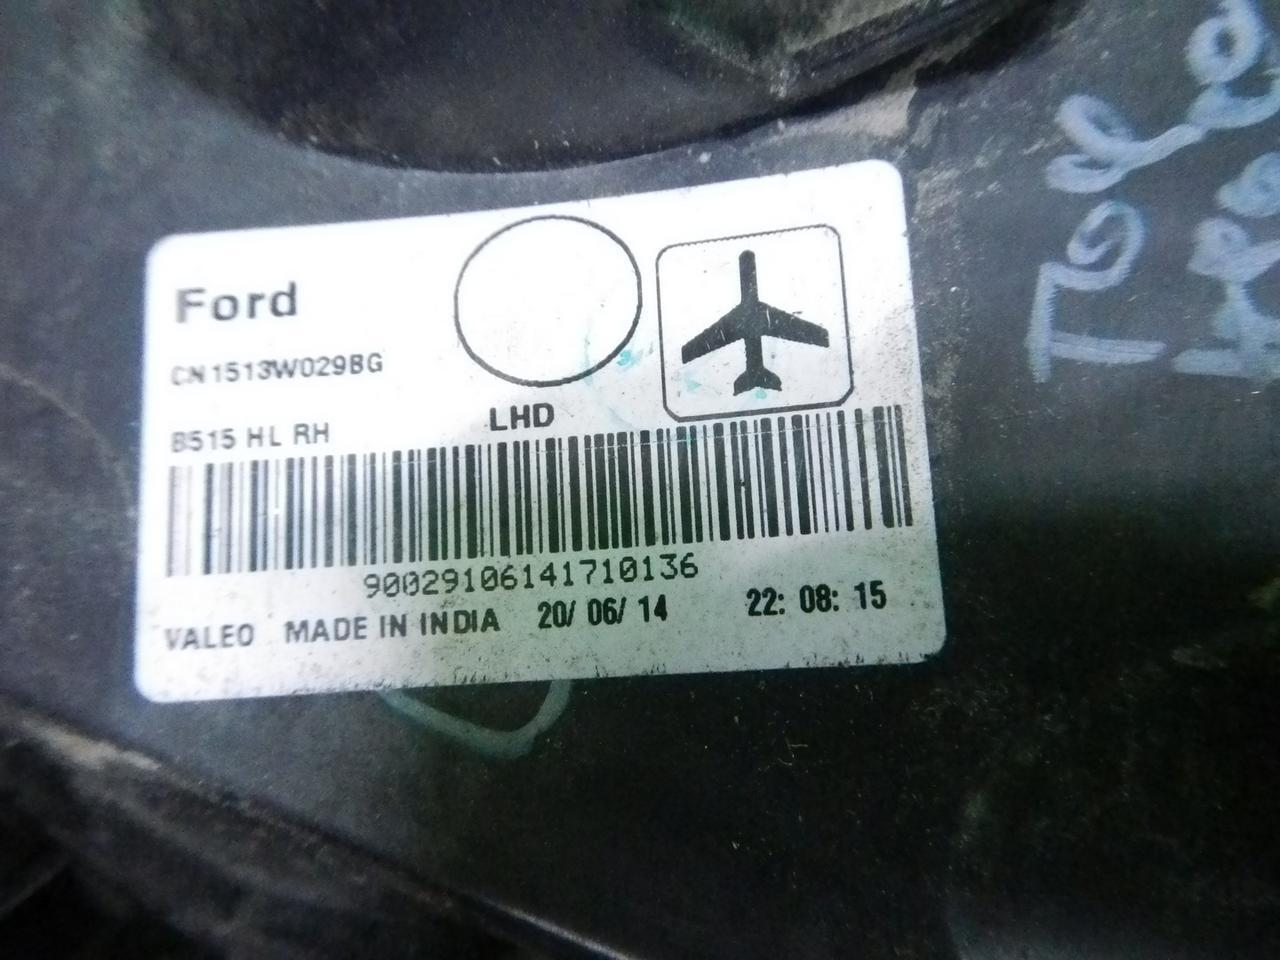 Ford
CN1513W029BG
B515 HL RH
LHD
90029106141710136
VALEO MADE IN INDIA 20/ 06/ 14 22: 08: 15